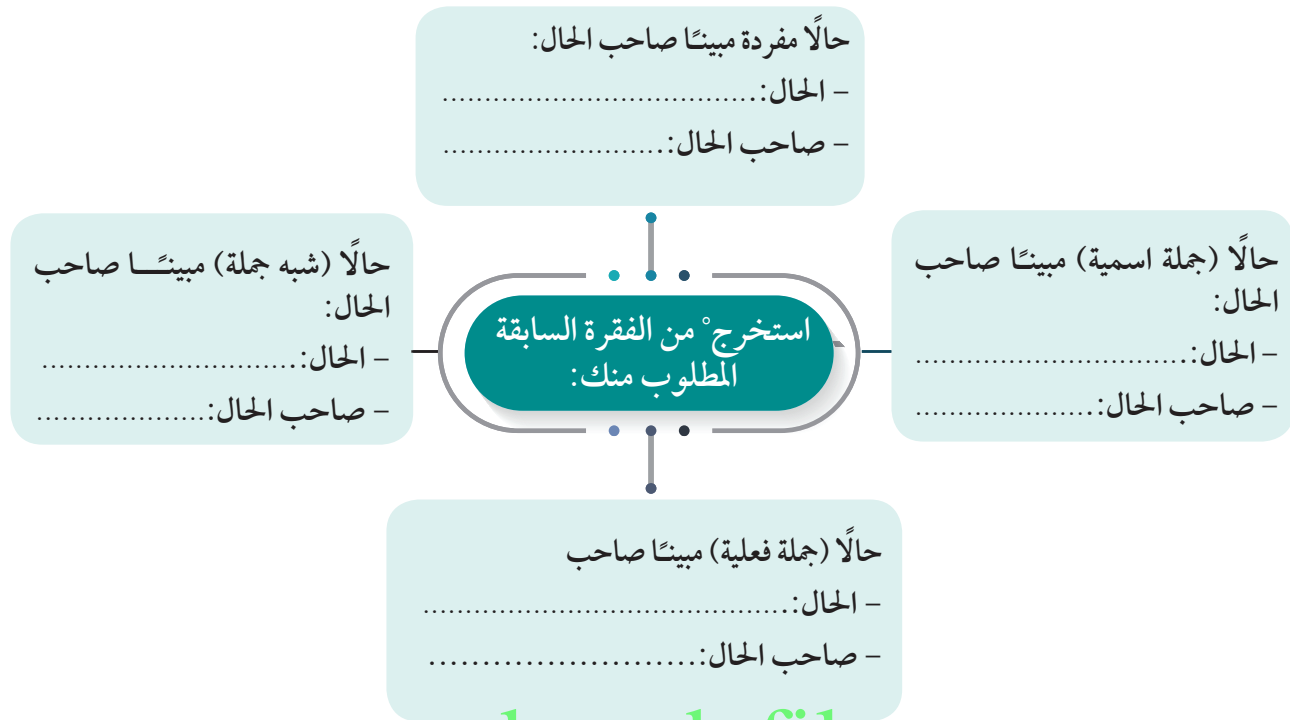 حالًا مفردة مبينًا صاحب الحال:
– الحال:....................................
– صاحب الحال:..........................
حالًا (جملة اسمية) مبينًا صاحب
الحال:
– الحال:................................
– صاحب الحال:.....................
استخرجْ من الفقرة السابقة
المطلوب منك:
حالًا (شبه جملة) مبينًـــا صاحب
الحال:
– الحال:..............................
– صاحب الحال:....................
حالًا (جملة فعلية) مبينًا صاحب
– الحال:...........................................
– صاحب الحال:.........................